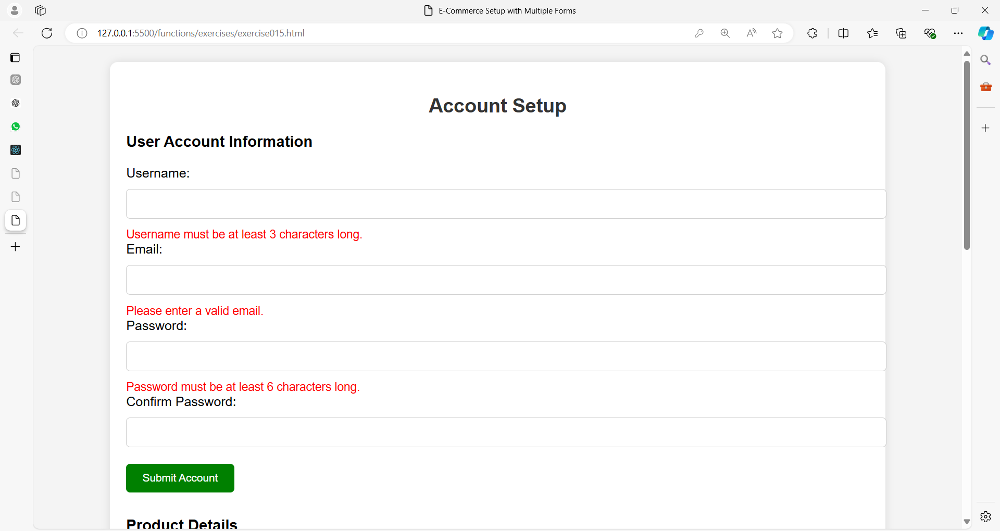 E-Commerce Setup with Multiple Forms
127.0.0.1:5500/functions/exercises/exercise015.html
Account Setup
User Account Information
Username:
Username must be at least 3 characters long.
Email:
Please enter a valid email.
Password:
Password must be at least 6 characters long.
Confirm Password:
Submit Account
Product Details